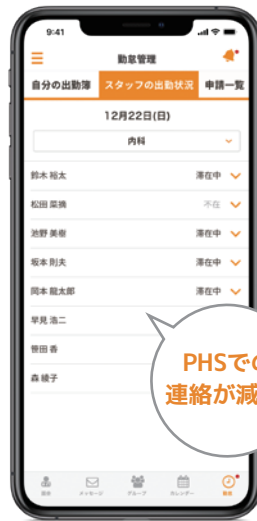 9:41
勤怠管理
自分の出勤簿 スタッフの出勤状況 申請一覧
12月22日(日)
内科
鈴木 裕太 滞在中
松田 菜摘 不在
池野 美樹 滞在中
坂本 則夫 滞在中
岡本 龍太郎 滞在中
早見 浩二
笹田 香
森 綾子
PHSでの
連絡が減
メッセージ グループ カレンダー 勤怠